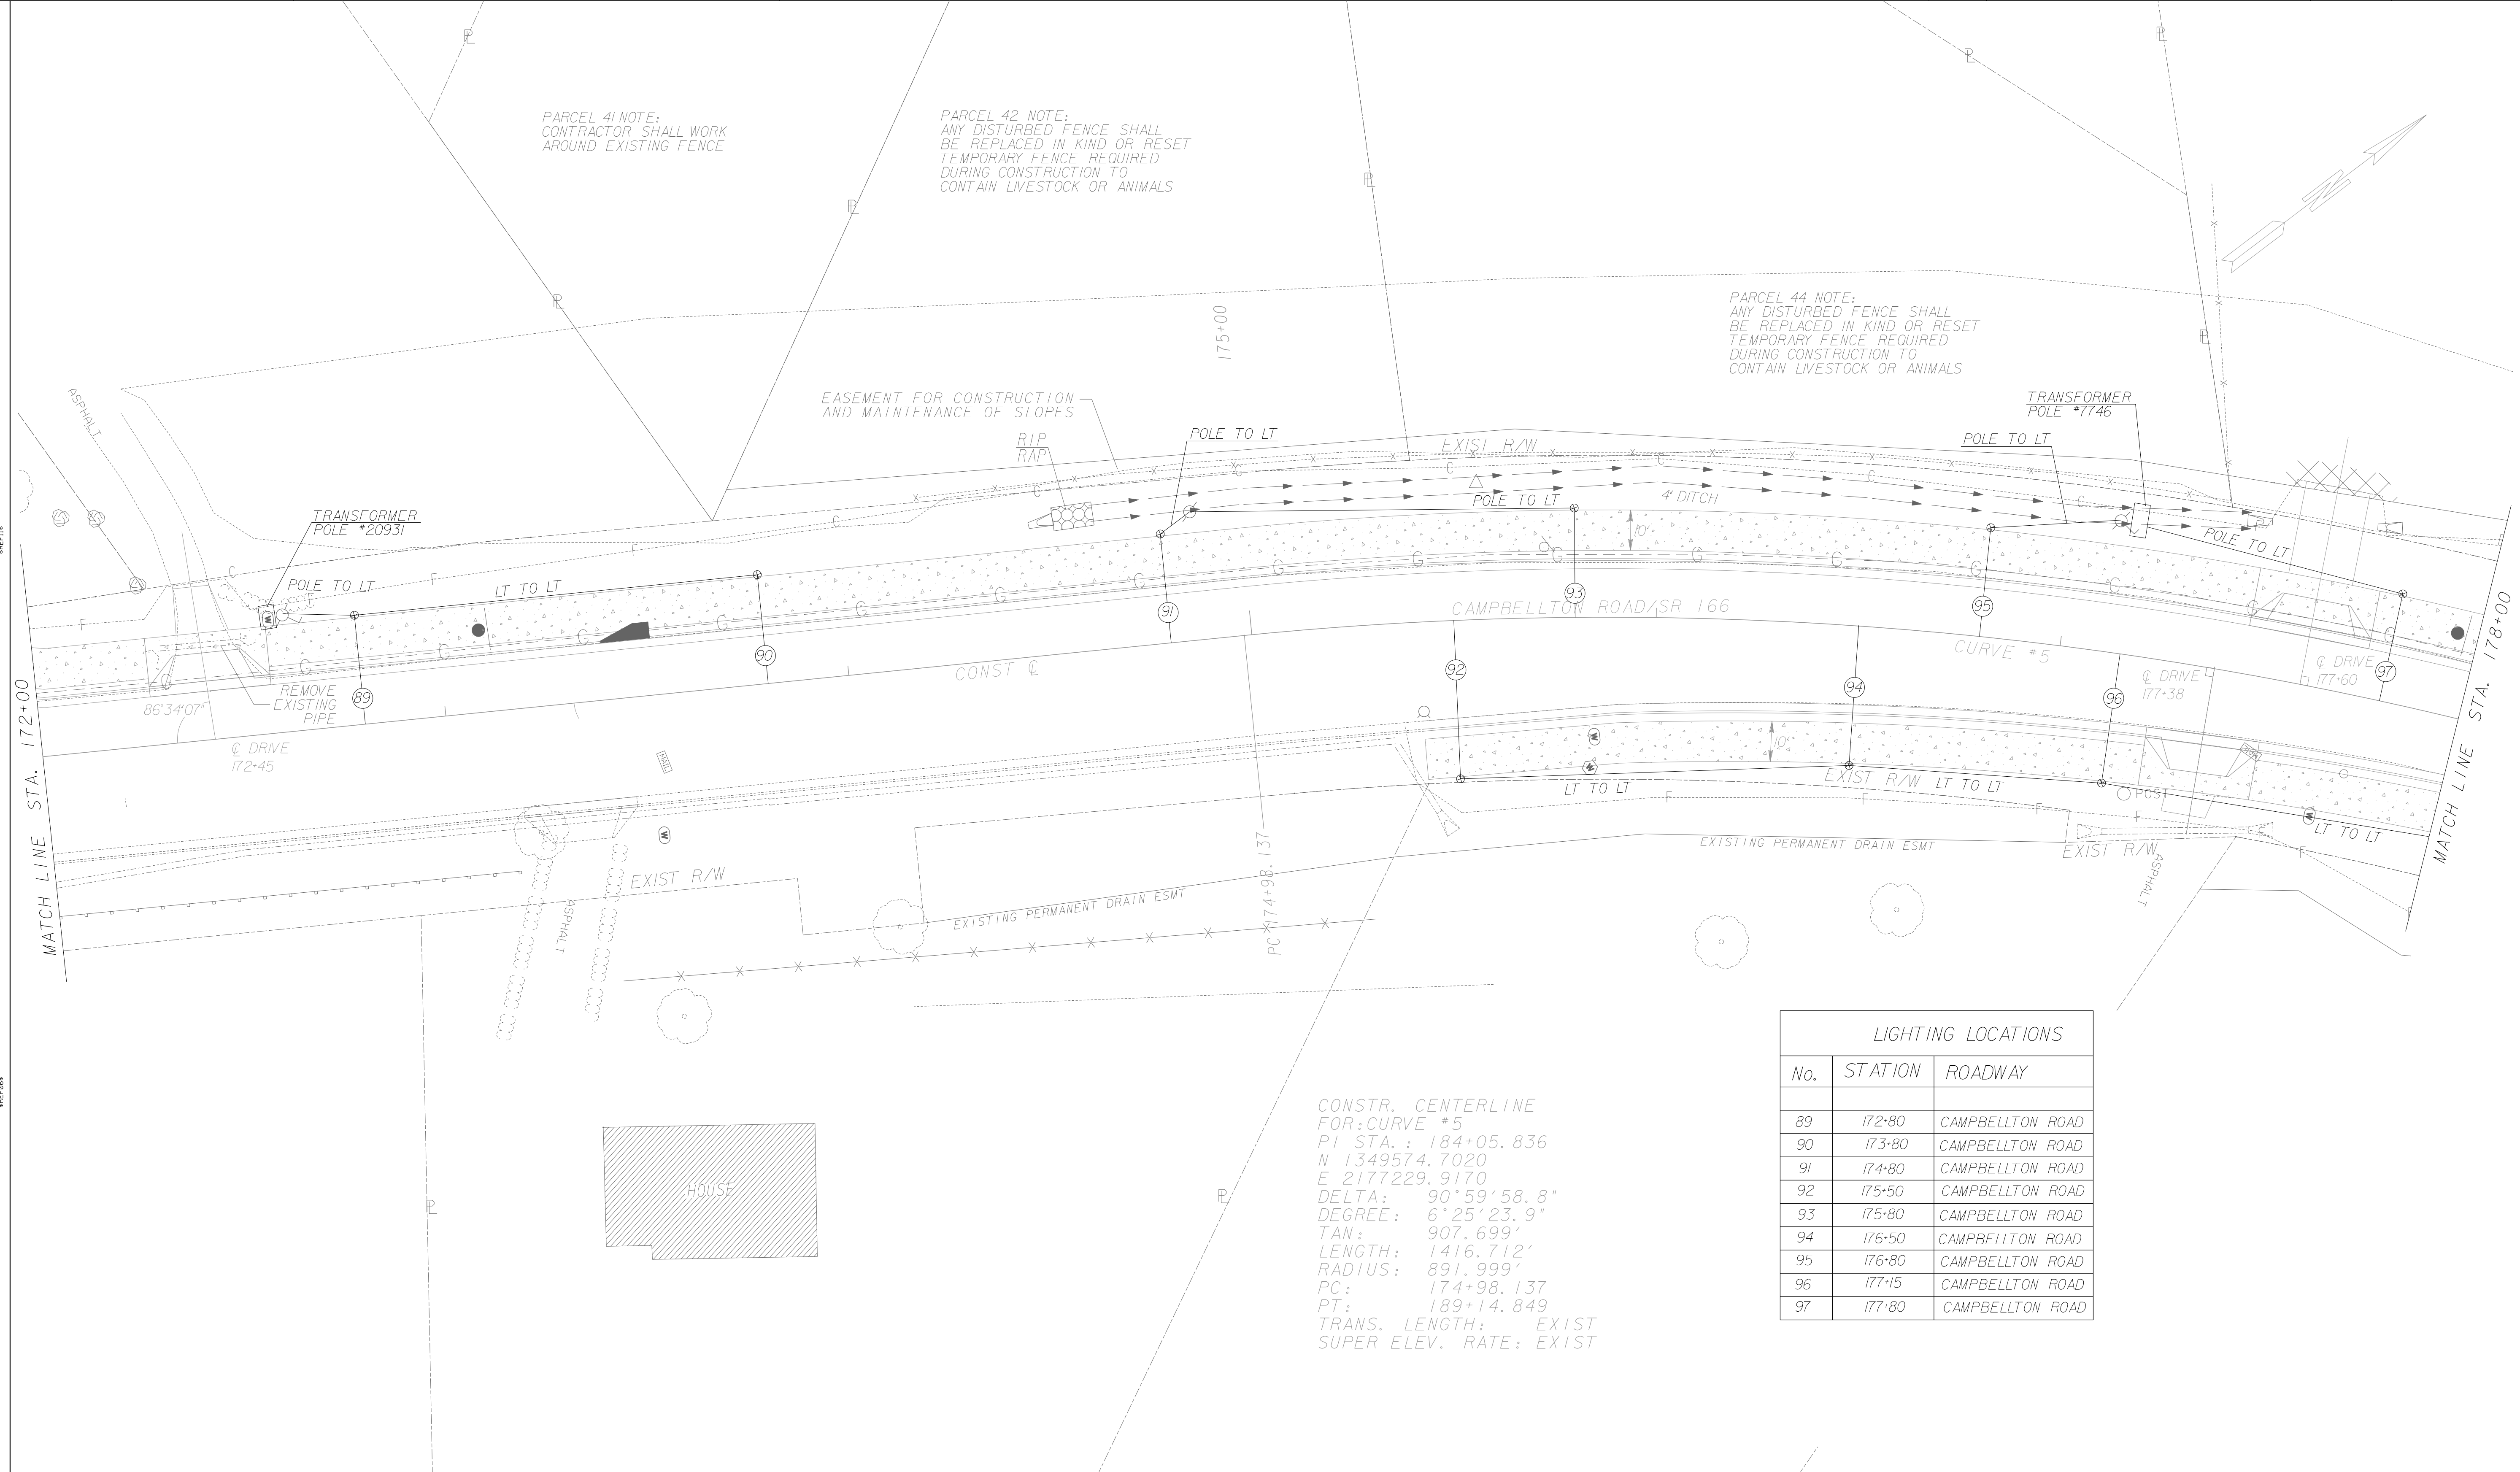 PARCEL 41 NOTE:
CONTRACTOR SHALL WORK
AROUND EXISTING FENCE
PARCEL 42 NOTE:
ANY DISTURBED FENCE SHALL
BE REPLACED IN KIND OR RESET
TEMPORARY FENCE REQUIRED
DURING CONSTRUCTION TO
CONTAIN LIVESTOCK OR ANIMALS
175+00
PARCEL 44 NOTE:
ANY DISTURBED FENCE SHALL
BE REPLACED IN KIND OR RESET
TEMPORARY FENCE REQUIRED
DURING CONSTRUCTION TO
CONTAIN LIVESTOCK OR ANIMALS
ASPHALT
EASEMENT FOR CONSTRUCTION
AND MAINTENANCE OF SLOPES
RIP
RAP
POLE TO LT
EXIST R/W
POLE TO LT
TRANSFORMER
POLE #7746
TRANSFORMER
POLE #20931
POLE TO LT
LT TO LT
POLE TO LT
4' DITCH
10'
POLE TO LT
MATCH LINE STA. 172+00
MATCH LINE STA. 178+00
89
90
91
92
93
94
95
96
97
CAMPBELLTON ROAD/SR 166
CONST ℄
CURVE #5
REMOVE
EXISTING
PIPE
86°34'07"
℄ DRIVE
172+45
℄ DRIVE
177+38
℄ DRIVE
177+60
MAIL
10'
EXIST R/W
LT TO LT
LT TO LT
POST
LT TO LT
EXIST R/W
EXISTING PERMANENT DRAIN ESMT
EXISTING PERMANENT DRAIN ESMT
EXIST R/W
ASPHALT
ASPHALT
PC 174+98.137
HOUSE
CONSTR. CENTERLINE
FOR: CURVE #5
PI STA.: 184+05.836
N 1349574.7020
E 2177229.9170
DELTA: 90°59'58.8"
DEGREE: 6°25'23.9"
TAN: 907.699'
LENGTH: 1416.712'
RADIUS: 891.999'
PC: 174+98.137
PT: 189+14.849
TRANS. LENGTH: EXIST
SUPER ELEV. RATE: EXIST
LIGHTING LOCATIONS
No. STATION ROADWAY
89 172+80 CAMPBELLTON ROAD
90 173+80 CAMPBELLTON ROAD
91 174+80 CAMPBELLTON ROAD
92 175+50 CAMPBELLTON ROAD
93 175+80 CAMPBELLTON ROAD
94 176+50 CAMPBELLTON ROAD
95 176+80 CAMPBELLTON ROAD
96 177+15 CAMPBELLTON ROAD
97 177+80 CAMPBELLTON ROAD